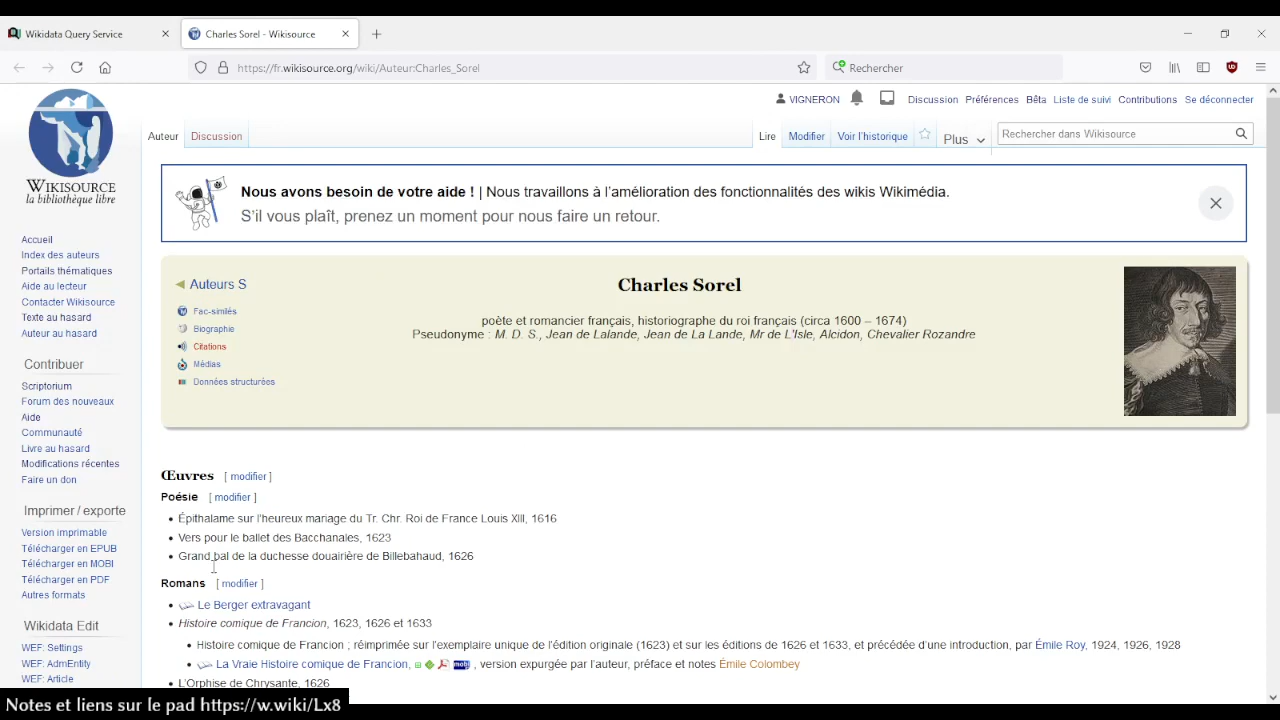 Wikidata Query Service
Charles Sorel - Wikisource
https://fr.wikisource.org/wiki/Auteur:Charles_Sorel
Rechercher
VIGNERON
Discussion
Préférences
Bêta
Liste de suivi
Contributions
Se déconnecter
Auteur
Discussion
Lire
Modifier
Voir l'historique
Plus
Rechercher dans Wikisource
WIKISOURCE
la bibliothèque libre
Accueil
Index des auteurs
Portails thématiques
Aide au lecteur
Contacter Wikisource
Texte au hasard
Auteur au hasard
Contribuer
Scriptorium
Forum des nouveaux
Aide
Communauté
Livre au hasard
Modifications récentes
Faire un don
Imprimer / exporte
Version imprimable
Télécharger en EPUB
Télécharger en MOBI
Télécharger en PDF
Autres formats
Wikidata Edit
WEF: Settings
WEF: AdmEntity
WEF: Article
Nous avons besoin de votre aide ! | Nous travaillons à l'amélioration des fonctionnalités des wikis Wikimédia.
S'il vous plaît, prenez un moment pour nous faire un retour.
Auteurs S
Fac-similés
Biographie
Citations
Médias
Données structurées
Charles Sorel
poète et romancier français, historiographe du roi français (circa 1600 – 1674)
Pseudonyme : M. D. S., Jean de Lalande, Jean de La Lande, Mr de L'Isle, Alcidon, Chevalier Rozandre
Œuvres [ modifier ]
Poésie [ modifier ]
Épithalame sur l'heureux mariage du Tr. Chr. Roi de France Louis XIII, 1616
Vers pour le ballet des Bacchanales, 1623
Grand bal de la duchesse douairière de Billebahaud, 1626
Romans [ modifier ]
Le Berger extravagant
Histoire comique de Francion, 1623, 1626 et 1633
Histoire comique de Francion ; réimprimée sur l'exemplaire unique de l'édition originale (1623) et sur les éditions de 1626 et 1633, et précédée d'une introduction, par Émile Roy, 1924, 1926, 1928
La Vraie Histoire comique de Francion, mobi , version expurgée par l'auteur, préface et notes Émile Colombey
L'Orphise de Chrysante, 1626
Notes et liens sur le pad https://w.wiki/Lx8